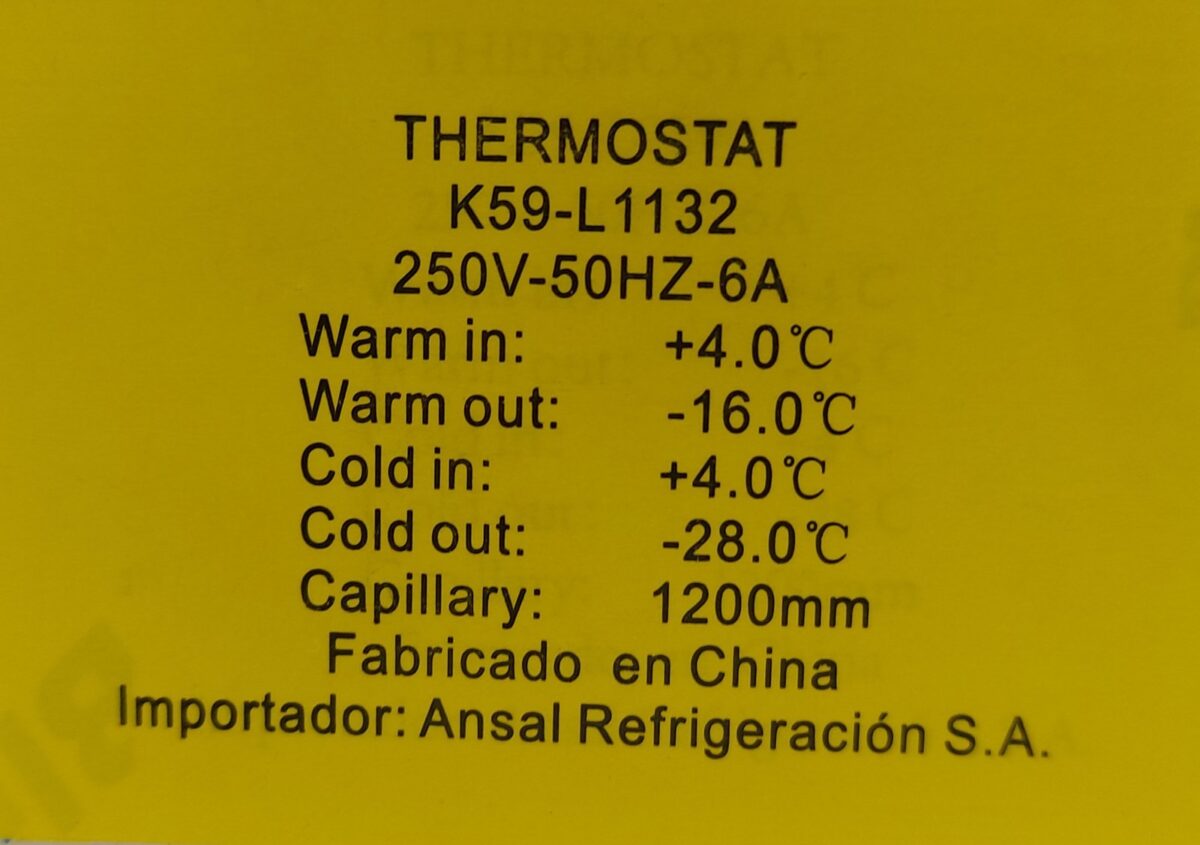 THERMOSTAT
K59-L1132
250V-50HZ-6A
Warm in: +4.0℃
Warm out: -16.0℃
Cold in: +4.0℃
Cold out: -28.0℃
Capillary: 1200mm
Fabricado en China
Importador: Ansal Refrigeración S.A.